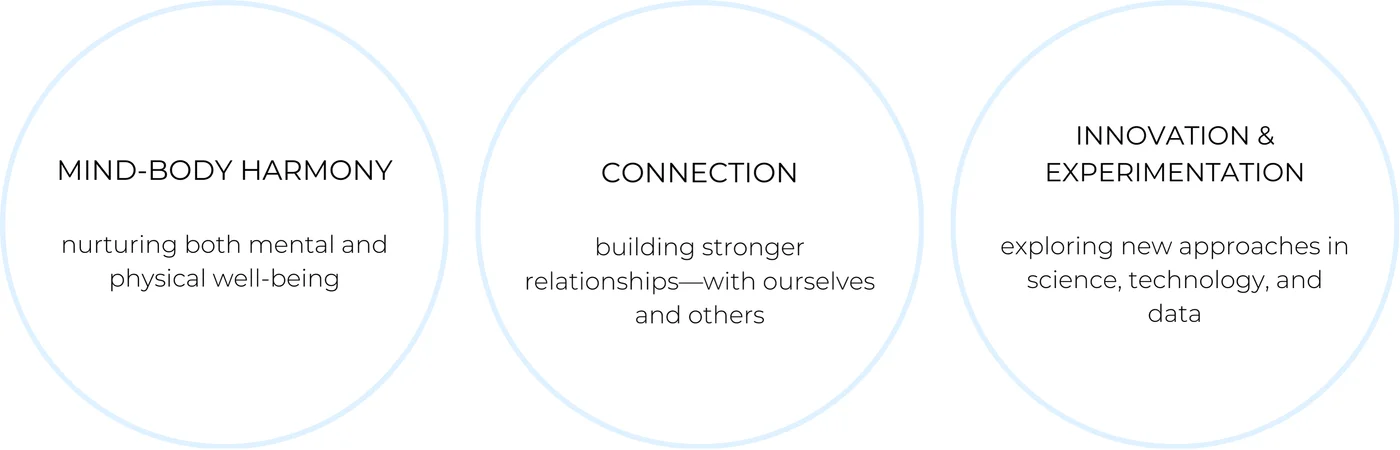 MIND-BODY HARMONY
nurturing both mental and
physical well-being
CONNECTION
building stronger
relationships—with ourselves
and others
INNOVATION &
EXPERIMENTATION
exploring new approaches in
science, technology, and
data